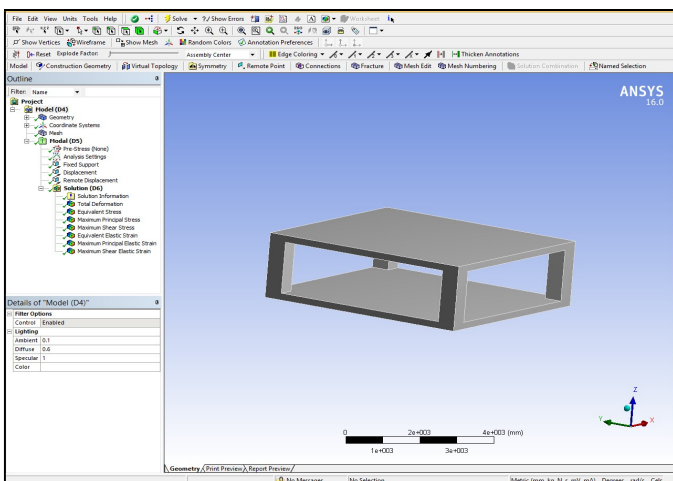 File Edit View Units Tools Help Solve ?/ Show Errors Worksheet
Show Vertices Wireframe Show Mesh Random Colors Annotation Preferences
Reset Explode Factor: Assembly Center Edge Coloring Thicken Annotations
Model Construction Geometry Virtual Topology Symmetry Remote Point Connections Fracture Mesh Edit Mesh Numbering Solution Combination Named Selection
Outline
Filter: Name
Project
Model (D4)
Geometry
Coordinate Systems
Mesh
Modal (D5)
Pre-Stress (None)
Analysis Settings
Fixed Support
Displacement
Remote Displacement
Solution (D6)
Solution Information
Total Deformation
Equivalent Stress
Maximum Principal Stress
Maximum Shear Stress
Equivalent Elastic Strain
Maximum Principal Elastic Strain
Maximum Shear Elastic Strain
Details of "Model (D4)"
Filter Options
Control Enabled
Lighting
Ambient 0.1
Diffuse 0.6
Specular 1
Color
ANSYS
16.0
Z
Y
X
0 2e+003 4e+003 (mm)
1e+003 3e+003
Geometry Print Preview Report Preview
No Messages No Selection